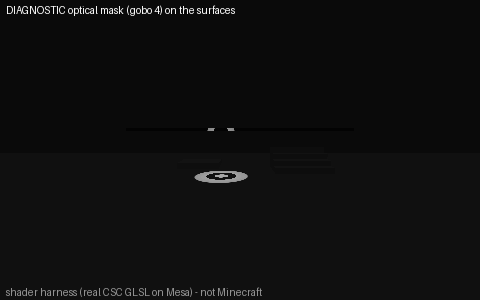 DIAGNOSTIC optical mask (gobo 4) on the surfaces
shader harness (real CSC GLSL on Mesa) - not Minecraft